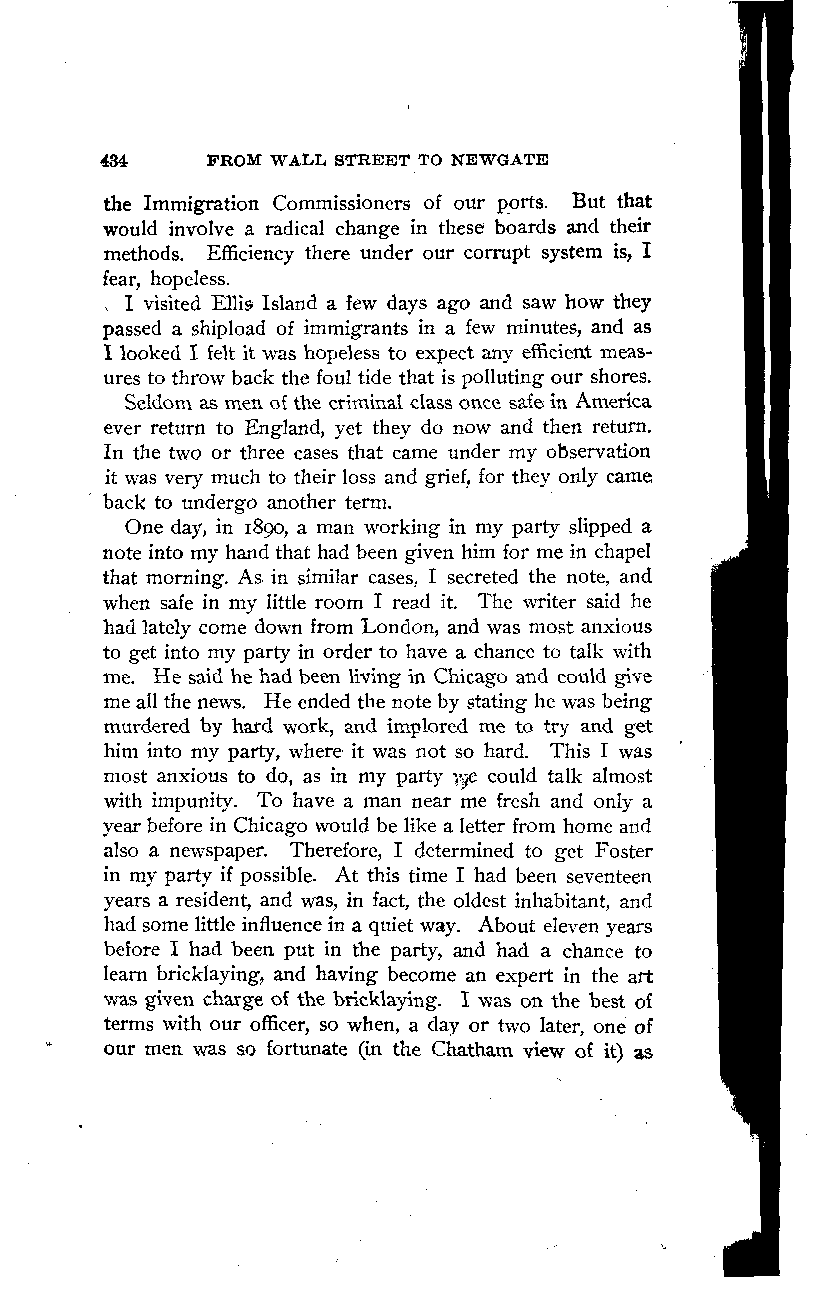 434 FROM WALL STREET TO NEWGATE
the Immigration Commissioners of our ports. But that
would involve a radical change in these boards and their
methods. Efficiency there under our corrupt system is, I
fear, hopeless.
I visited Ellis Island a few days ago and saw how they
passed a shipload of immigrants in a few minutes, and as
I looked I felt it was hopeless to expect any efficient meas-
ures to throw back the foul tide that is polluting our shores.
Seldom as men of the criminal class once safe in America
ever return to England, yet they do now and then return.
In the two or three cases that came under my observation
it was very much to their loss and grief, for they only came
back to undergo another term.
One day, in 1890, a man working in my party slipped a
note into my hand that had been given him for me in chapel
that morning. As in similar cases, I secreted the note, and
when safe in my little room I read it. The writer said he
had lately come down from London, and was most anxious
to get into my party in order to have a chance to talk with
me. He said he had been living in Chicago and could give
me all the news. He ended the note by stating he was being
murdered by hard work, and implored me to try and get
him into my party, where it was not so hard. This I was
most anxious to do, as in my party we could talk almost
with impunity. To have a man near me fresh and only a
year before in Chicago would be like a letter from home and
also a newspaper. Therefore, I determined to get Foster
in my party if possible. At this time I had been seventeen
years a resident, and was, in fact, the oldest inhabitant, and
had some little influence in a quiet way. About eleven years
before I had been put in the party, and had a chance to
learn bricklaying, and having become an expert in the art
was given charge of the bricklaying. I was on the best of
terms with our officer, so when, a day or two later, one of
our men was so fortunate (in the Chatham view of it) as